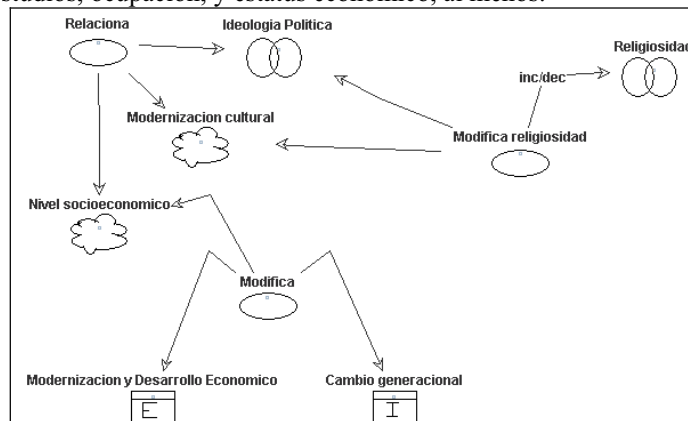 studios, ocupación, y estatus económico, al menos.
Relaciona
Ideologia Politica
Religiosidad
inc/dec
Modernizacion cultural
Modifica religiosidad
Nivel socioeconomico
Modifica
Modernizacion y Desarrollo Economico
Cambio generacional
E
I